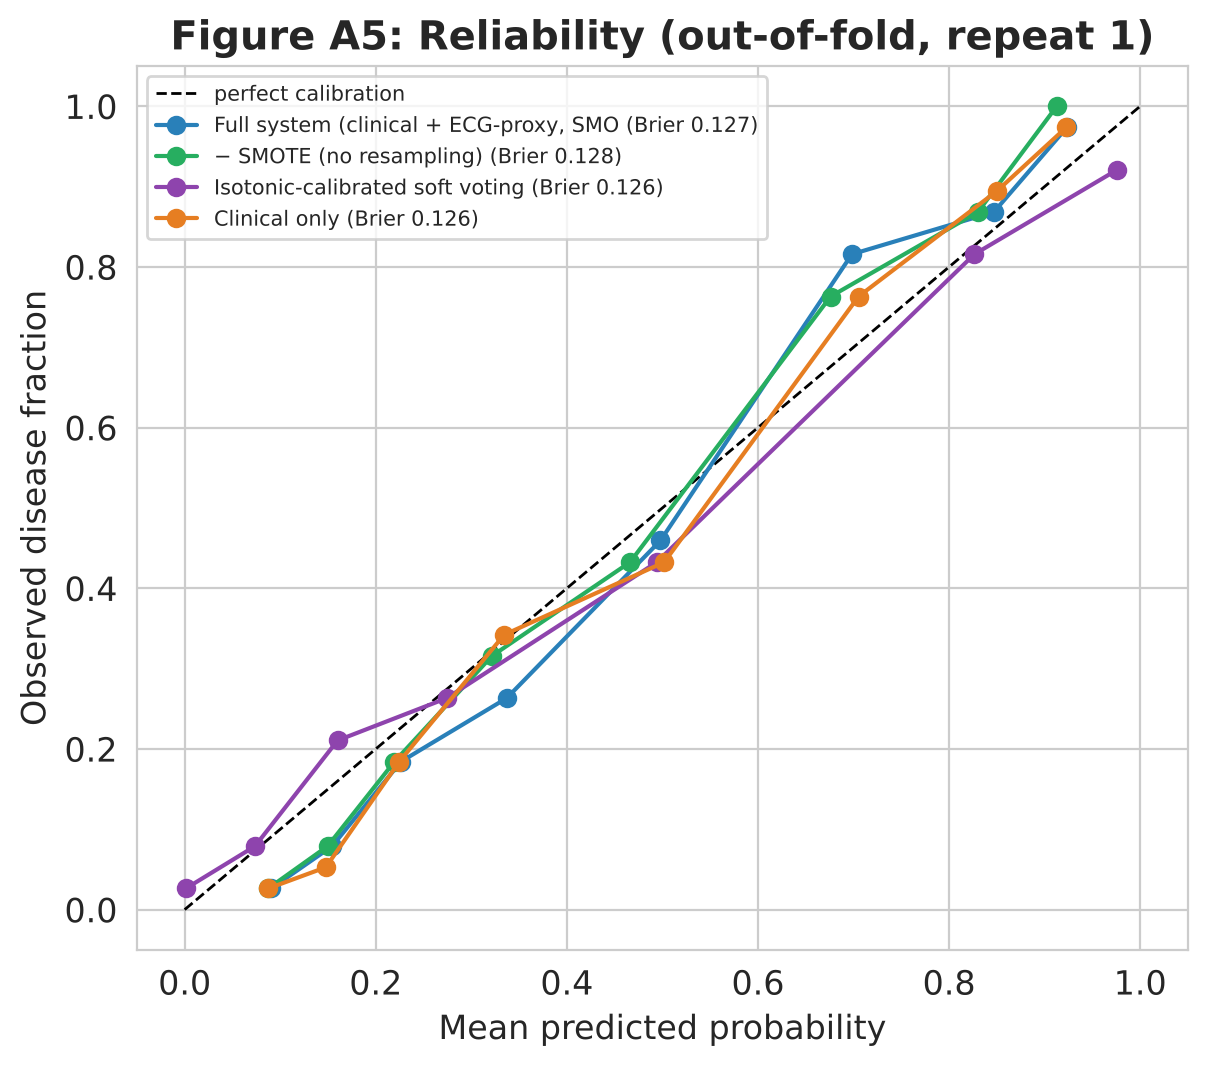 Figure A5: Reliability (out-of-fold, repeat 1)
perfect calibration
Full system (clinical + ECG-proxy, SMO (Brier 0.127)
− SMOTE (no resampling) (Brier 0.128)
Isotonic-calibrated soft voting (Brier 0.126)
Clinical only (Brier 0.126)
Observed disease fraction
1.0
0.8
0.6
0.4
0.2
0.0
0.0 0.2 0.4 0.6 0.8 1.0
Mean predicted probability